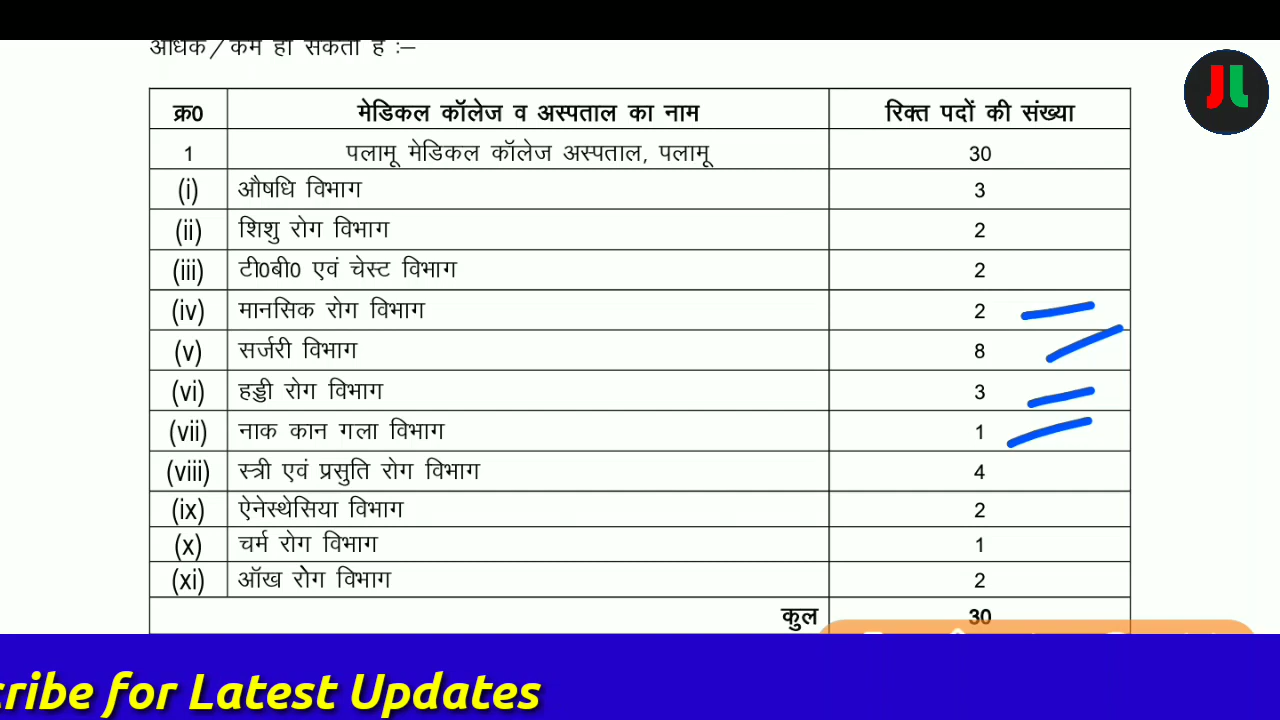 अधिक/कम हो सकता है :–
क्र0 मेडिकल कॉलेज व अस्पताल का नाम रिक्त पदों की संख्या
1 पलामू मेडिकल कॉलेज अस्पताल, पलामू 30
(i) औषधि विभाग 3
(ii) शिशु रोग विभाग 2
(iii) टी0बी0 एवं चेस्ट विभाग 2
(iv) मानसिक रोग विभाग 2
(v) सर्जरी विभाग 8
(vi) हड्डी रोग विभाग 3
(vii) नाक कान गला विभाग 1
(viii) स्त्री एवं प्रसुति रोग विभाग 4
(ix) ऐनेस्थेसिया विभाग 2
(x) चर्म रोग विभाग 1
(xi) ऑख रोेग विभाग 2
कुल 30
cribe for Latest Updates